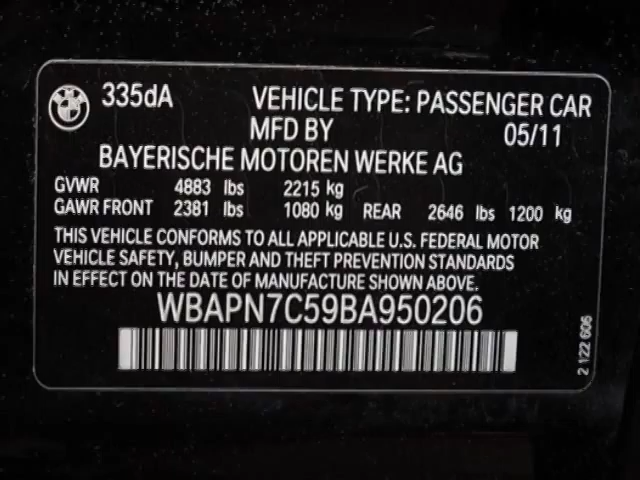 335dA VEHICLE TYPE: PASSENGER CAR
MFD BY 05/11
BAYERISCHE MOTOREN WERKE AG
GVWR 4883 lbs 2215 kg
GAWR FRONT 2381 lbs 1080 kg REAR 2646 lbs 1200 kg
THIS VEHICLE CONFORMS TO ALL APPLICABLE U.S. FEDERAL MOTOR
VEHICLE SAFETY, BUMPER AND THEFT PREVENTION STANDARDS
IN EFFECT ON THE DATE OF MANUFACTURE SHOWN ABOVE.
WBAPN7C59BA950206
2 122 606